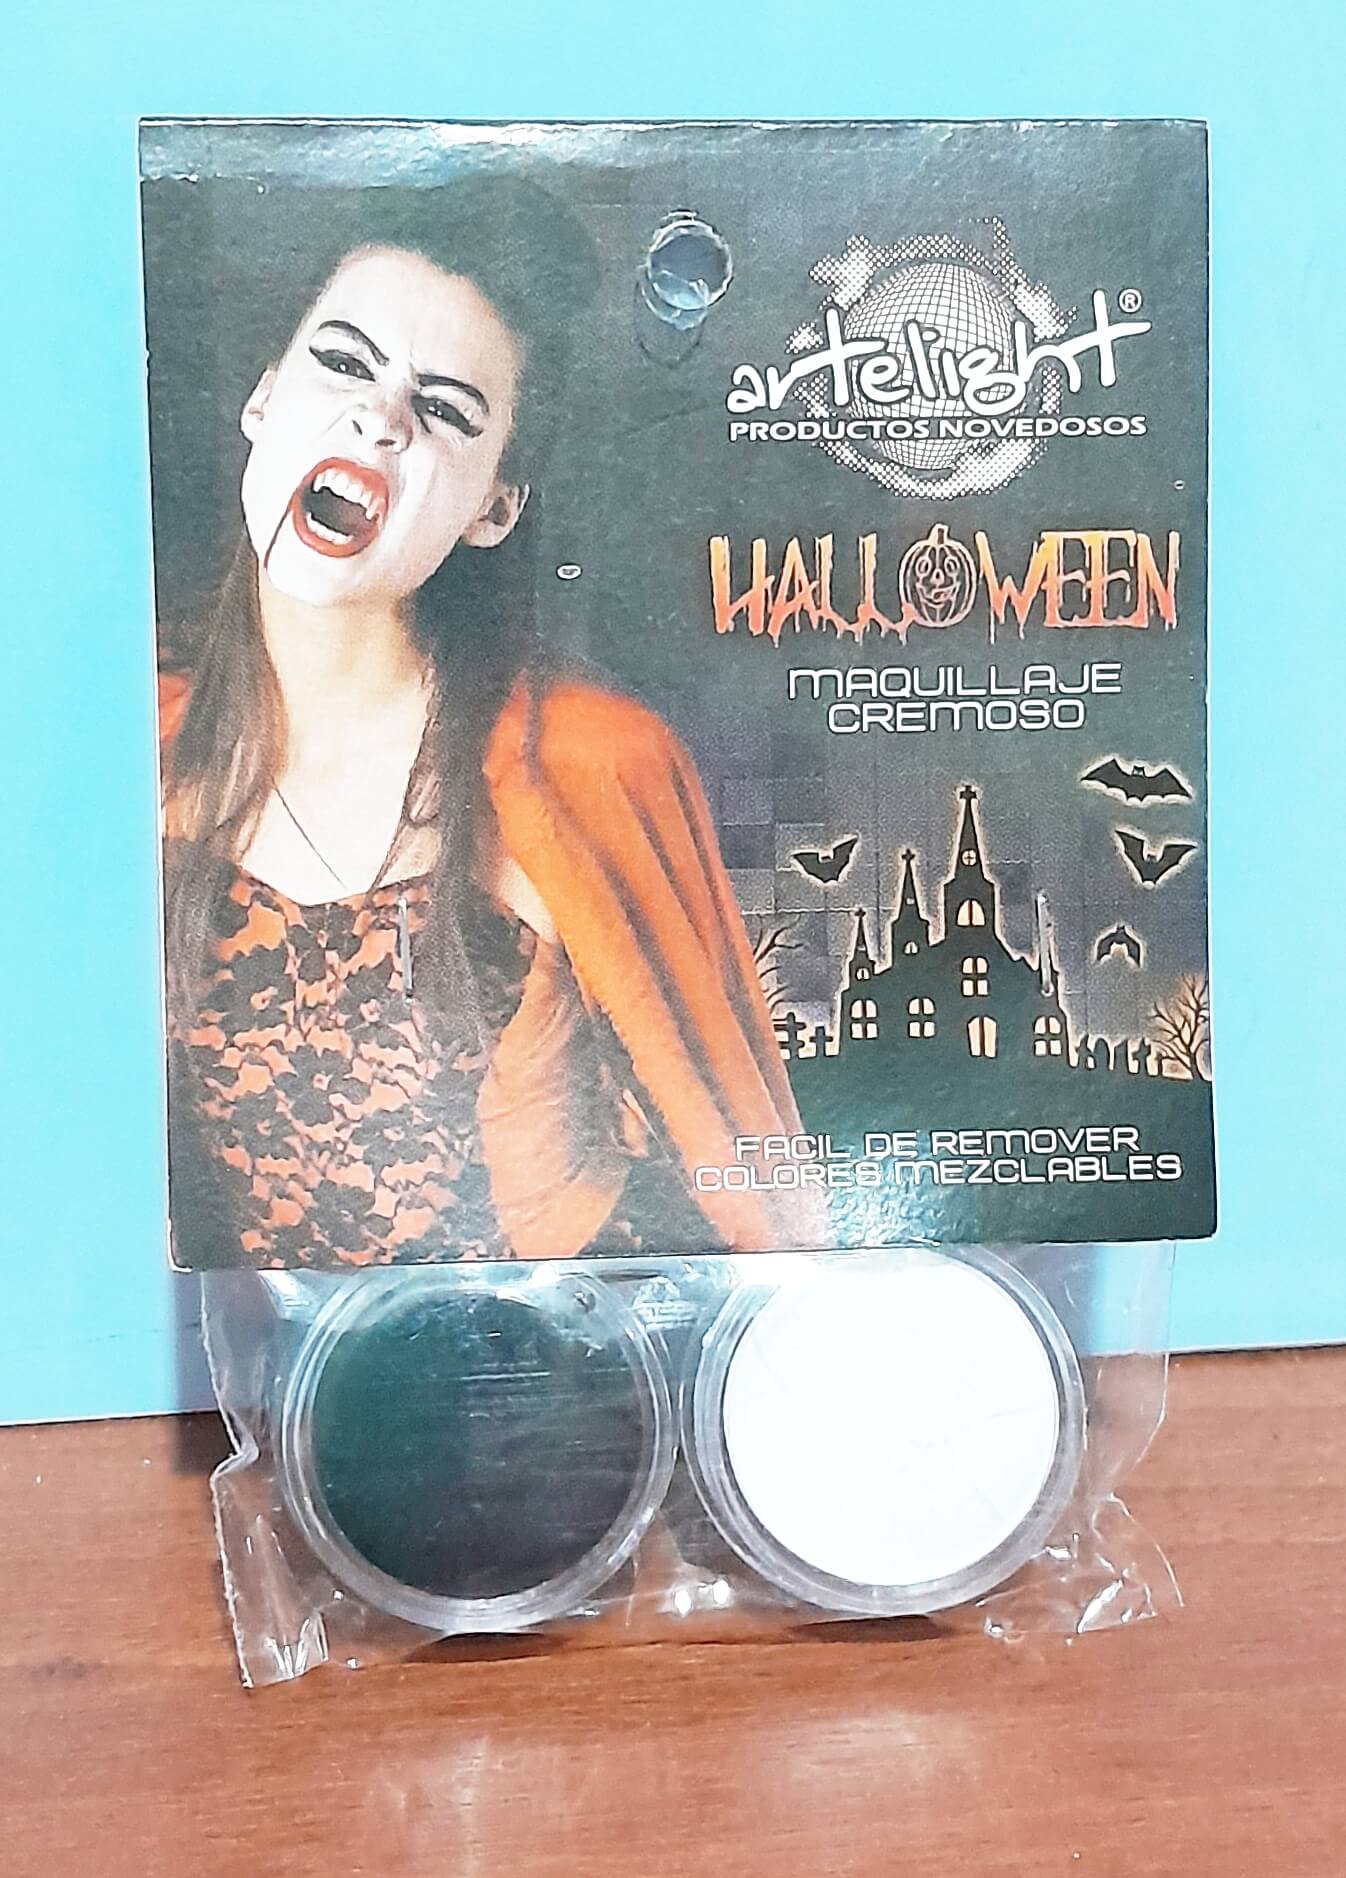 artelight®
PRODUCTOS NOVEDOSOS
HALLOWEEN
MAQUILLAJE
CREMOSO
FACIL DE REMOVER
COLORES MEZCLABLES